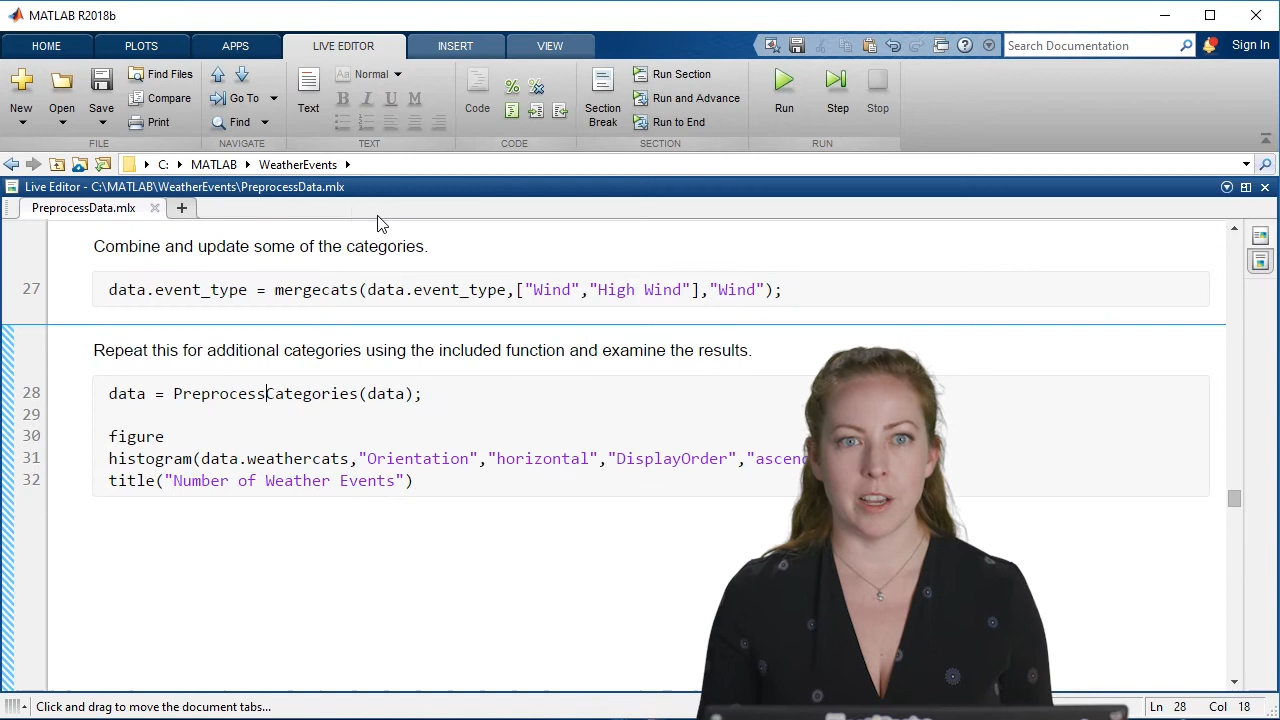 MATLAB R2018b
HOME PLOTS APPS LIVE EDITOR INSERT VIEW Search Documentation Sign In
New Open Save Find Files Compare Print
FILE
Go To Find
NAVIGATE
Text Aa Normal B I U M
TEXT
Code
CODE
Section Break Run Section Run and Advance Run to End
SECTION
Run Step Stop
RUN
C: MATLAB WeatherEvents
Live Editor - C:\MATLAB\WeatherEvents\PreprocessData.mlx
PreprocessData.mlx
Combine and update some of the categories.
27 data.event_type = mergecats(data.event_type,["Wind","High Wind"],"Wind");
Repeat this for additional categories using the included function and examine the results.
28 data = PreprocessCategories(data);
29
30 figure
31 histogram(data.weathercats,"Orientation","horizontal","DisplayOrder","ascend
32 title("Number of Weather Events")
Click and drag to move the document tabs... Ln 28 Col 18